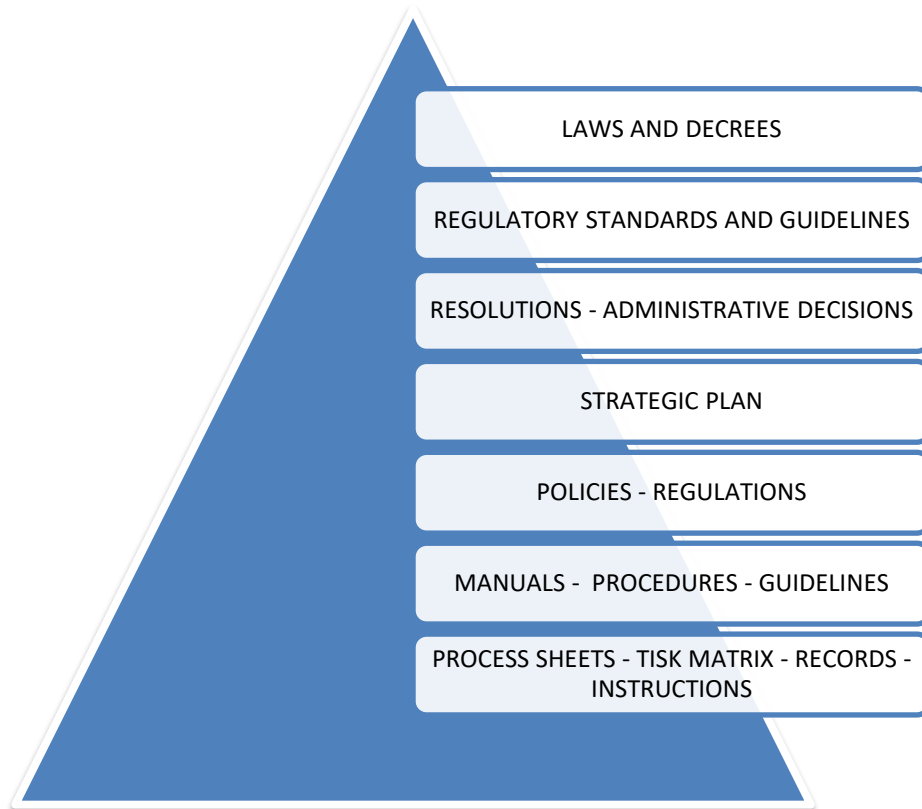 LAWS AND DECREES
REGULATORY STANDARDS AND GUIDELINES
RESOLUTIONS - ADMINISTRATIVE DECISIONS
STRATEGIC PLAN
POLICIES - REGULATIONS
MANUALS -  PROCEDURES - GUIDELINES
PROCESS SHEETS - TISK MATRIX - RECORDS -
INSTRUCTIONS